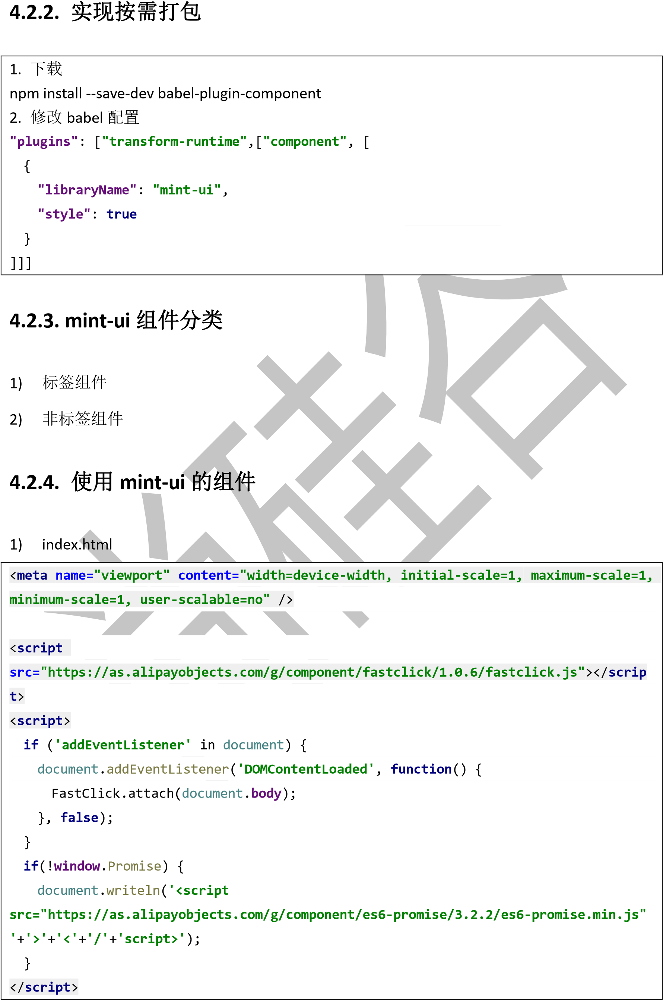 4.2.2. 实现按需打包
1. 下载
npm install --save-dev babel-plugin-component
2. 修改 babel 配置
"plugins": ["transform-runtime",["component", [
  {
    "libraryName": "mint-ui",
    "style": true
  }
]]]
4.2.3. mint-ui 组件分类
1) 标签组件
2) 非标签组件
4.2.4. 使用 mint-ui 的组件
1) index.html
<meta name="viewport" content="width=device-width, initial-scale=1, maximum-scale=1,
minimum-scale=1, user-scalable=no" />
<script
src="https://as.alipayobjects.com/g/component/fastclick/1.0.6/fastclick.js"></scrip
t>
<script>
  if ('addEventListener' in document) {
    document.addEventListener('DOMContentLoaded', function() {
      FastClick.attach(document.body);
    }, false);
  }
  if(!window.Promise) {
    document.writeln('<script
src="https://as.alipayobjects.com/g/component/es6-promise/3.2.2/es6-promise.min.js"
'+'>'+'<'+'/'+'script>');
  }
</script>